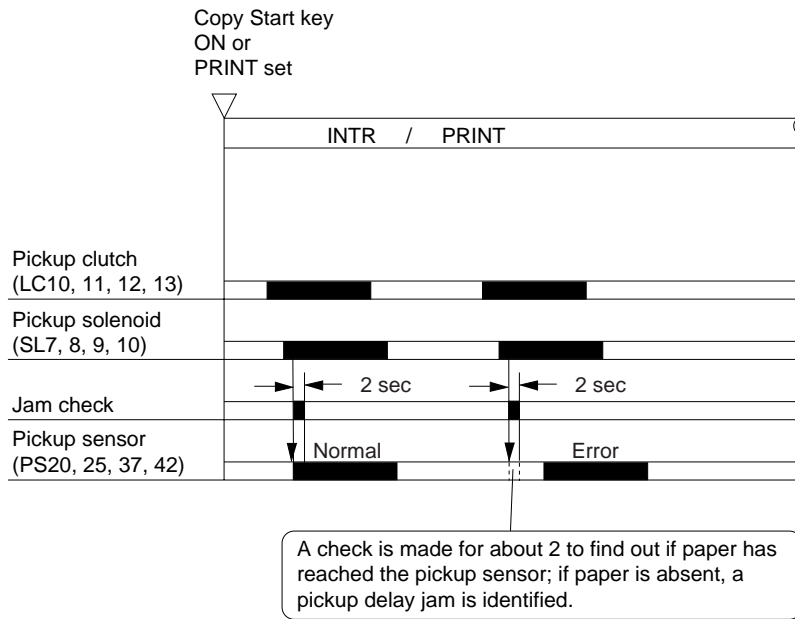 Copy Start key
ON or
PRINT set
INTR / PRINT
Pickup clutch
(LC10, 11, 12, 13)
Pickup solenoid
(SL7, 8, 9, 10)
2 sec
2 sec
Jam check
Pickup sensor
(PS20, 25, 37, 42)
Normal
Error
A check is made for about 2 to find out if paper has
reached the pickup sensor; if paper is absent, a
pickup delay jam is identified.